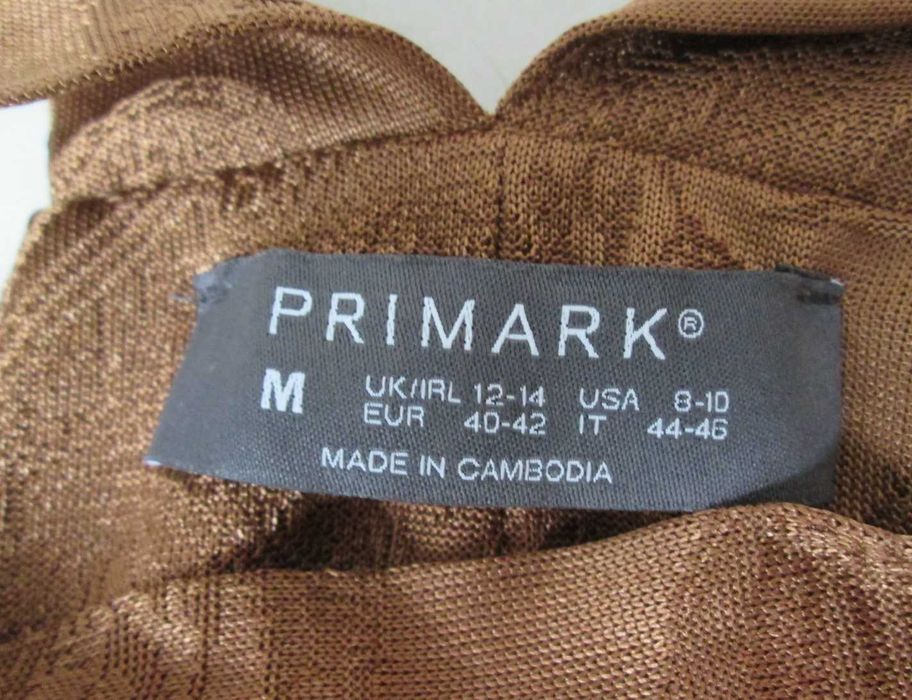 PRIMARK®
M UK/IRL 12-14 USA 8-10
EUR 40-42 IT 44-46
MADE IN CAMBODIA